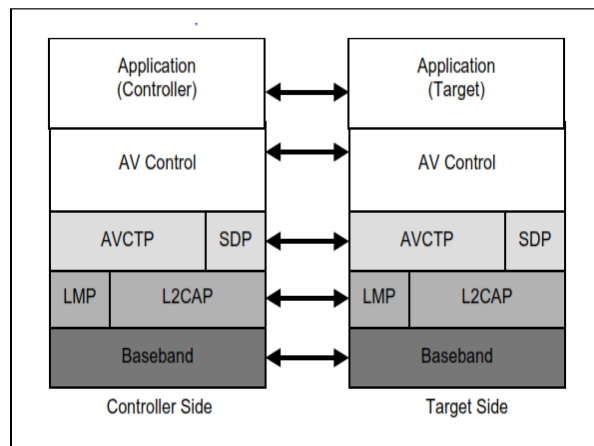 Application
(Controller)
Application
(Target)
AV Control
AV Control
AVCTP
SDP
AVCTP
SDP
LMP
L2CAP
LMP
L2CAP
Baseband
Baseband
Controller Side
Target Side